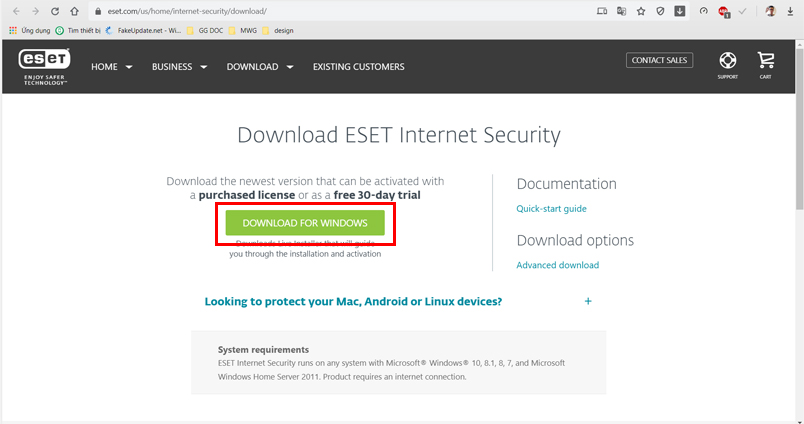 eset.com/us/home/internet-security/download/
Ứng dụng Tìm thiết bị FakeUpdate.net - Wi... GG DOC MWG design
eset
ENJOY SAFER
TECHNOLOGY™
HOME BUSINESS DOWNLOAD EXISTING CUSTOMERS
CONTACT SALES
SUPPORT
CART
Download ESET Internet Security
Download the newest version that can be activated with
a purchased license or as a free 30-day trial
DOWNLOAD FOR WINDOWS
Downloads Live Installer that will guide
you through the installation and activation
Documentation
Quick-start guide
Download options
Advanced download
Looking to protect your Mac, Android or Linux devices? +
System requirements
ESET Internet Security runs on any system with Microsoft® Windows® 10, 8.1, 8, 7, and Microsoft
Windows Home Server 2011. Product requires an internet connection.